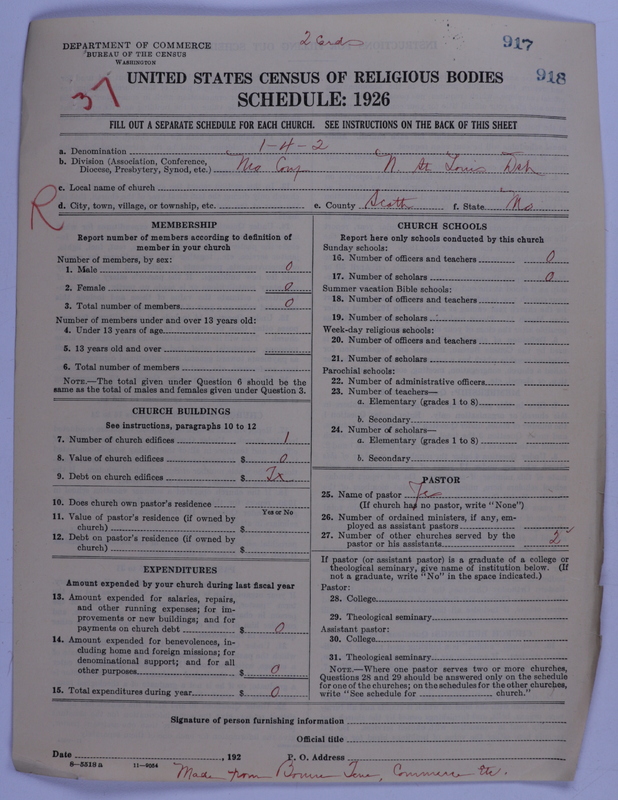 DEPARTMENT OF COMMERCE
BUREAU OF THE CENSUS
WASHINGTON
2 Cards
917
918
37
UNITED STATES CENSUS OF RELIGIOUS BODIES
SCHEDULE: 1926
FILL OUT A SEPARATE SCHEDULE FOR EACH CHURCH. SEE INSTRUCTIONS ON THE BACK OF THIS SHEET
a. Denomination 1-4-2
b. Division (Association, Conference, Diocese, Presbytery, Synod, etc.) Mo Conf N. St Louis Dist
c. Local name of church
R
d. City, town, village, or township, etc. e. County Scott f. State Mo
MEMBERSHIP
Report number of members according to definition of
member in your church
Number of members, by sex:
1. Male 0
2. Female 0
3. Total number of members 0
Number of members under and over 13 years old:
4. Under 13 years of age
5. 13 years old and over
6. Total number of members
NOTE.—The total given under Question 6 should be the
same as the total of males and females given under Question 3.
CHURCH BUILDINGS
See instructions, paragraphs 10 to 12
7. Number of church edifices 1
8. Value of church edifices $ 0
9. Debt on church edifices $
10. Does church own pastor's residence
Yes or No
11. Value of pastor's residence (if owned by
church) $
12. Debt on pastor's residence (if owned by
church) $
EXPENDITURES
Amount expended by your church during last fiscal year
13. Amount expended for salaries, repairs,
and other running expenses; for im-
provements or new buildings; and for
payments on church debt $ 0
14. Amount expended for benevolences, in-
cluding home and foreign missions; for
denominational support; and for all
other purposes $ 0
15. Total expenditures during year $ 0
CHURCH SCHOOLS
Report here only schools conducted by this church
Sunday schools:
16. Number of officers and teachers 0
17. Number of scholars 0
Summer vacation Bible schools:
18. Number of officers and teachers
19. Number of scholars
Week-day religious schools:
20. Number of officers and teachers
21. Number of scholars
Parochial schools:
22. Number of administrative officers
23. Number of teachers—
a. Elementary (grades 1 to 8)
b. Secondary
24. Number of scholars—
a. Elementary (grades 1 to 8)
b. Secondary
PASTOR
25. Name of pastor Yes
(If church has no pastor, write "None")
26. Number of ordained ministers, if any, em-
ployed as assistant pastors
27. Number of other churches served by the
pastor or his assistants 2
If pastor (or assistant pastor) is a graduate of a college or
theological seminary, give name of institution below. (If
not a graduate, write "No" in the space indicated.)
Pastor:
28. College
29. Theological seminary
Assistant pastor:
30. College
31. Theological seminary
NOTE.—Where one pastor serves two or more churches,
Questions 28 and 29 should be answered only on the schedule
for one of the churches; on the schedules for the other churches,
write "See schedule for church."
Signature of person furnishing information
Official title
Date , 192 P. O. Address
8-5518 a 11-9034
Made from Commerce Etc.